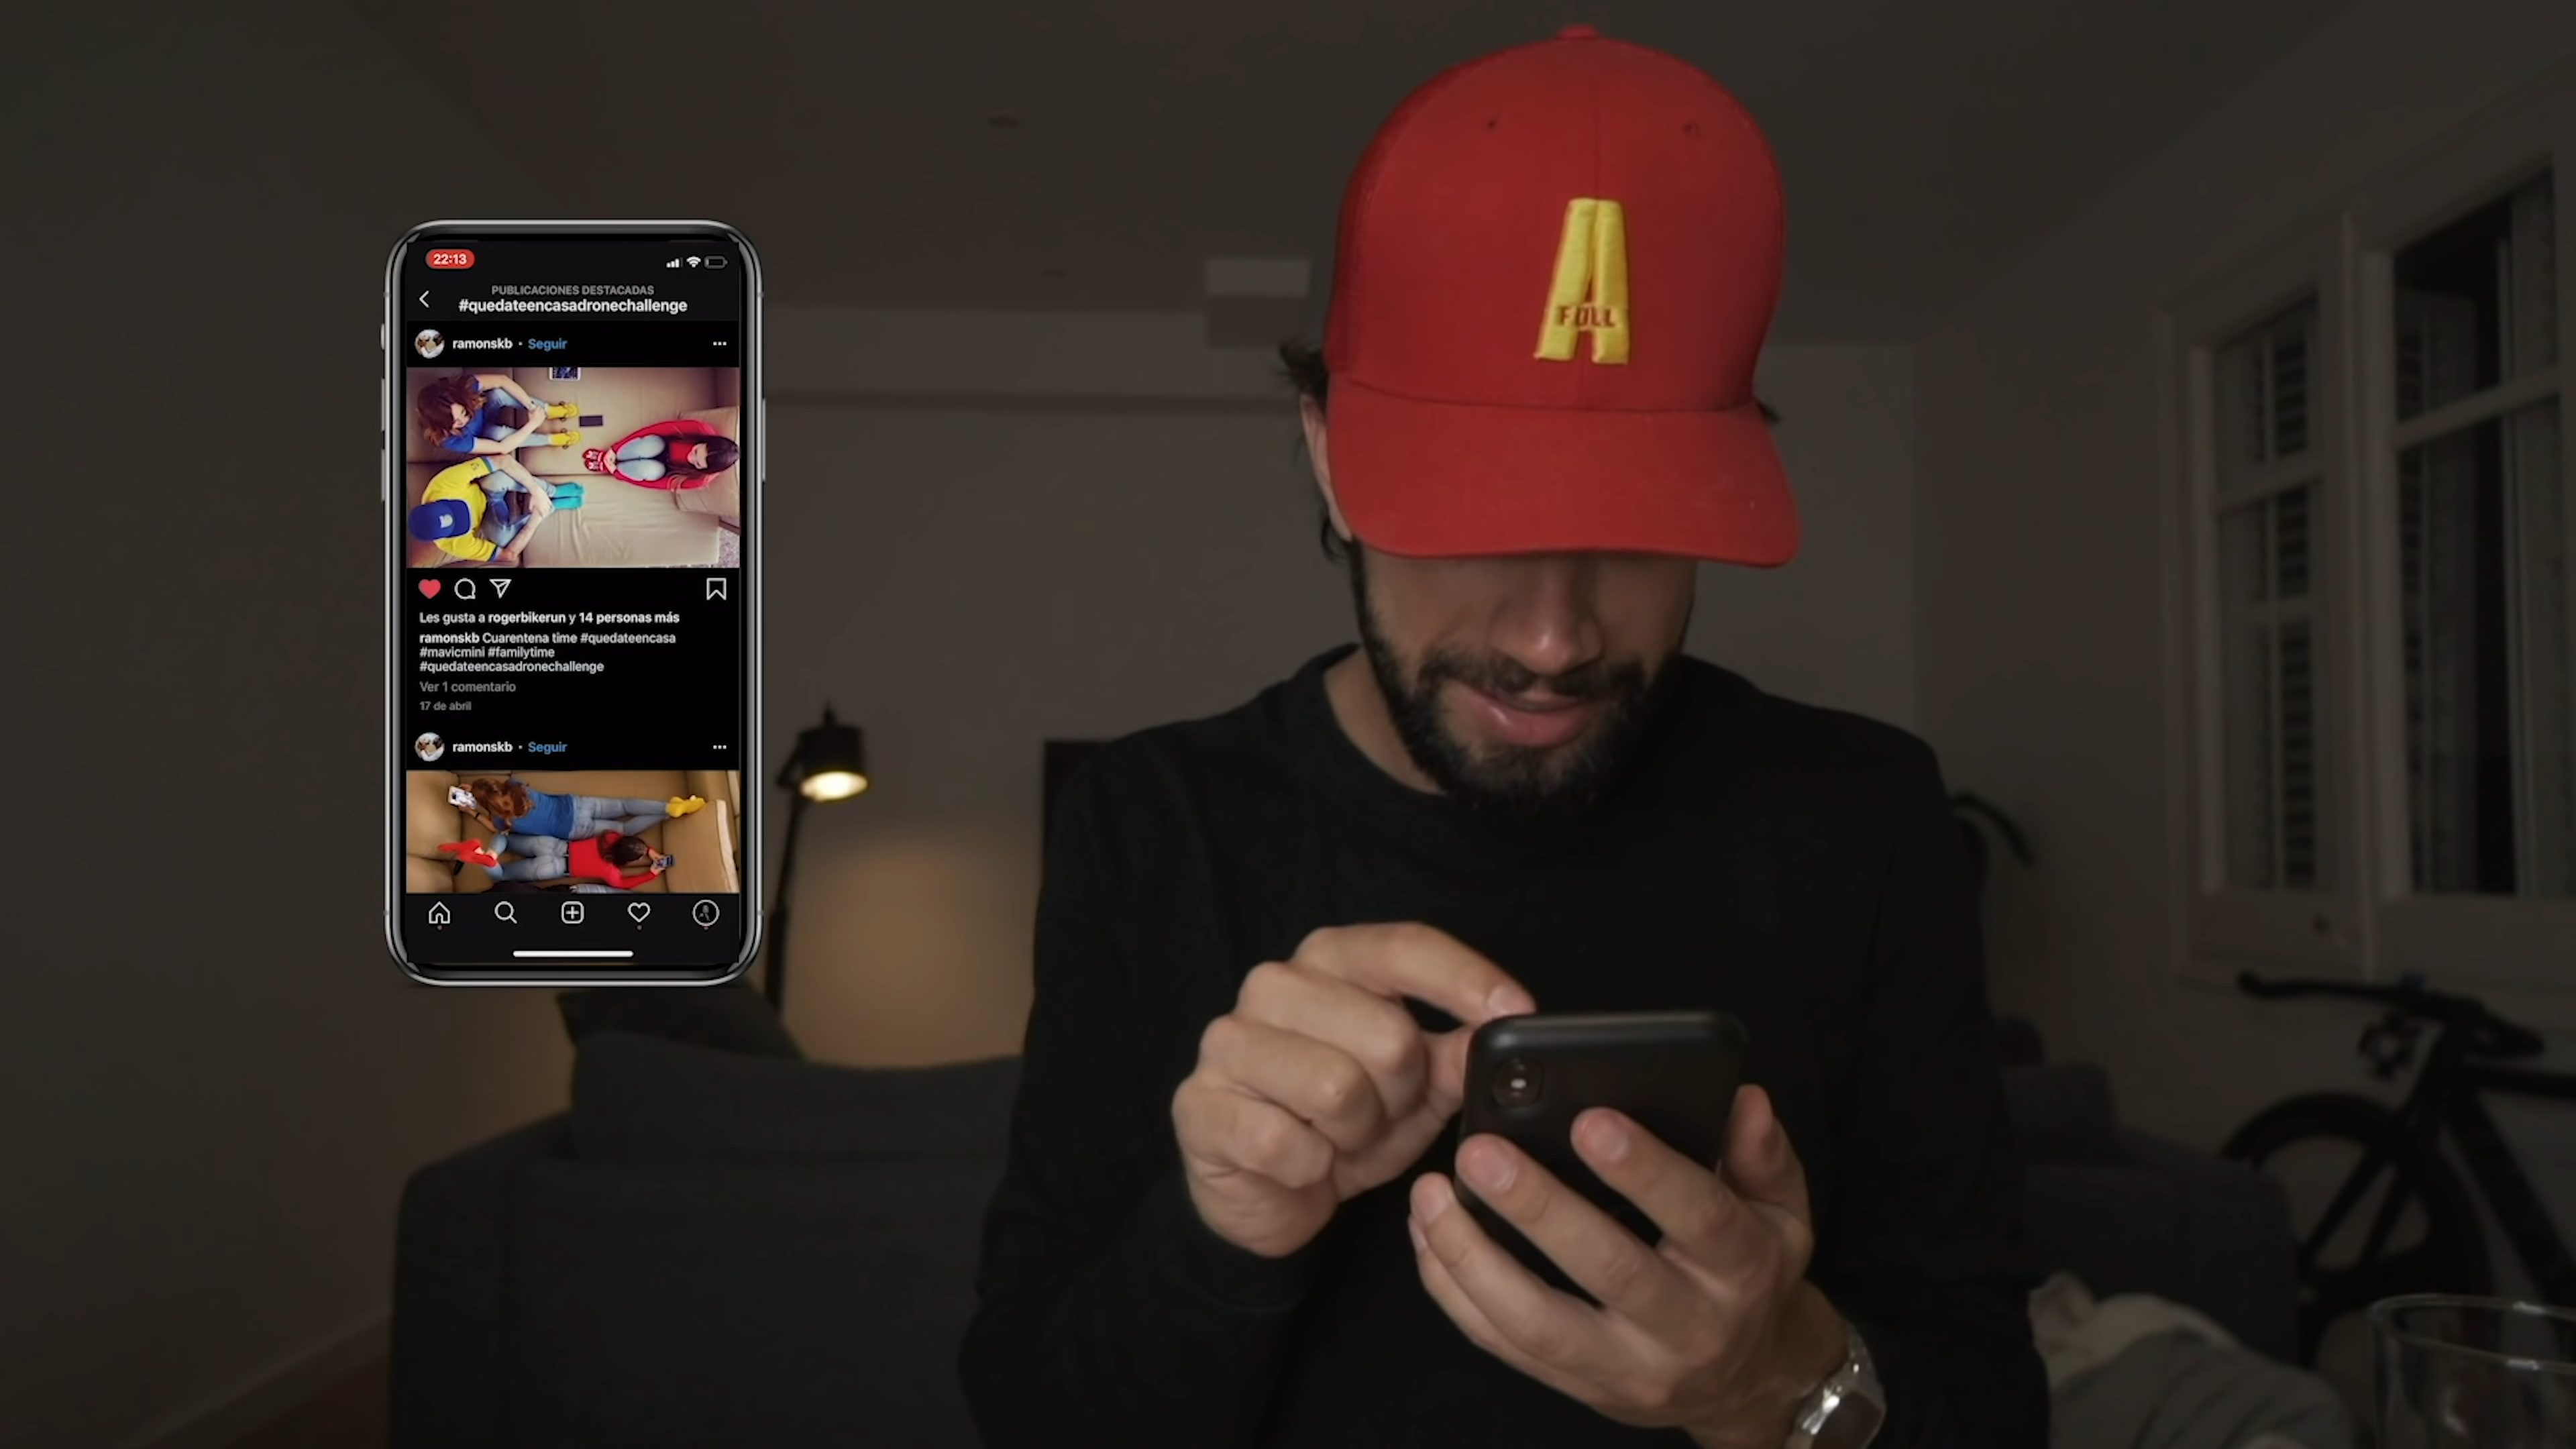 22:13
PUBLICACIONES DESTACADAS
#quedateencasadronechallenge
ramonskb · Seguir
Les gusta a rogerbikerun y 14 personas más
ramonskb Cuarentena time #quedateencasa
#mavicmini #familytime
#quedateencasadronechallenge
Ver 1 comentario
17 de abril
ramonskb · Seguir
A
FULL